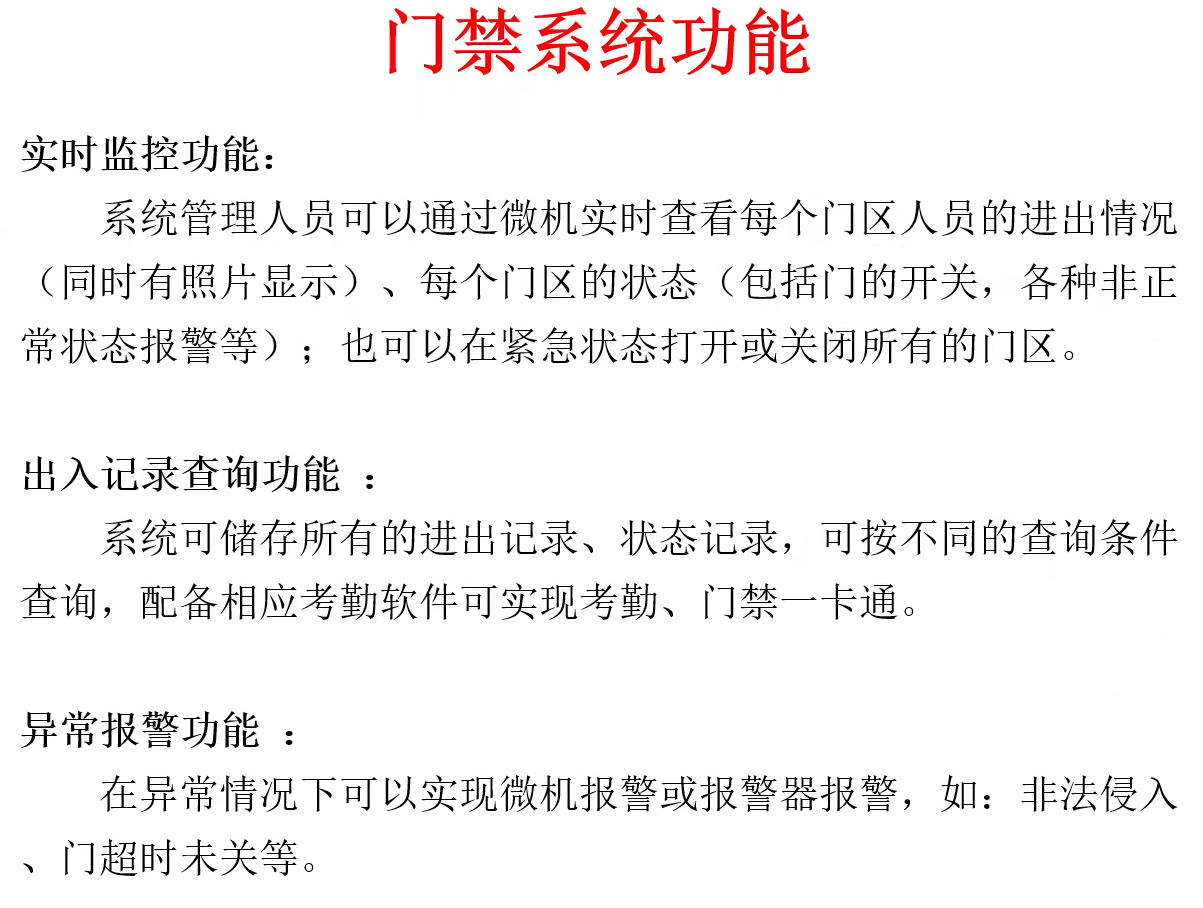 门禁系统功能
实时监控功能：
系统管理人员可以通过微机实时查看每个门区人员的进出情况
（同时有照片显示）、每个门区的状态（包括门的开关，各种非正
常状态报警等）；也可以在紧急状态打开或关闭所有的门区。
出入记录查询功能 ：
系统可储存所有的进出记录、状态记录，可按不同的查询条件
查询，配备相应考勤软件可实现考勤、门禁一卡通。
异常报警功能 ：
在异常情况下可以实现微机报警或报警器报警，如：非法侵入
、门超时未关等。